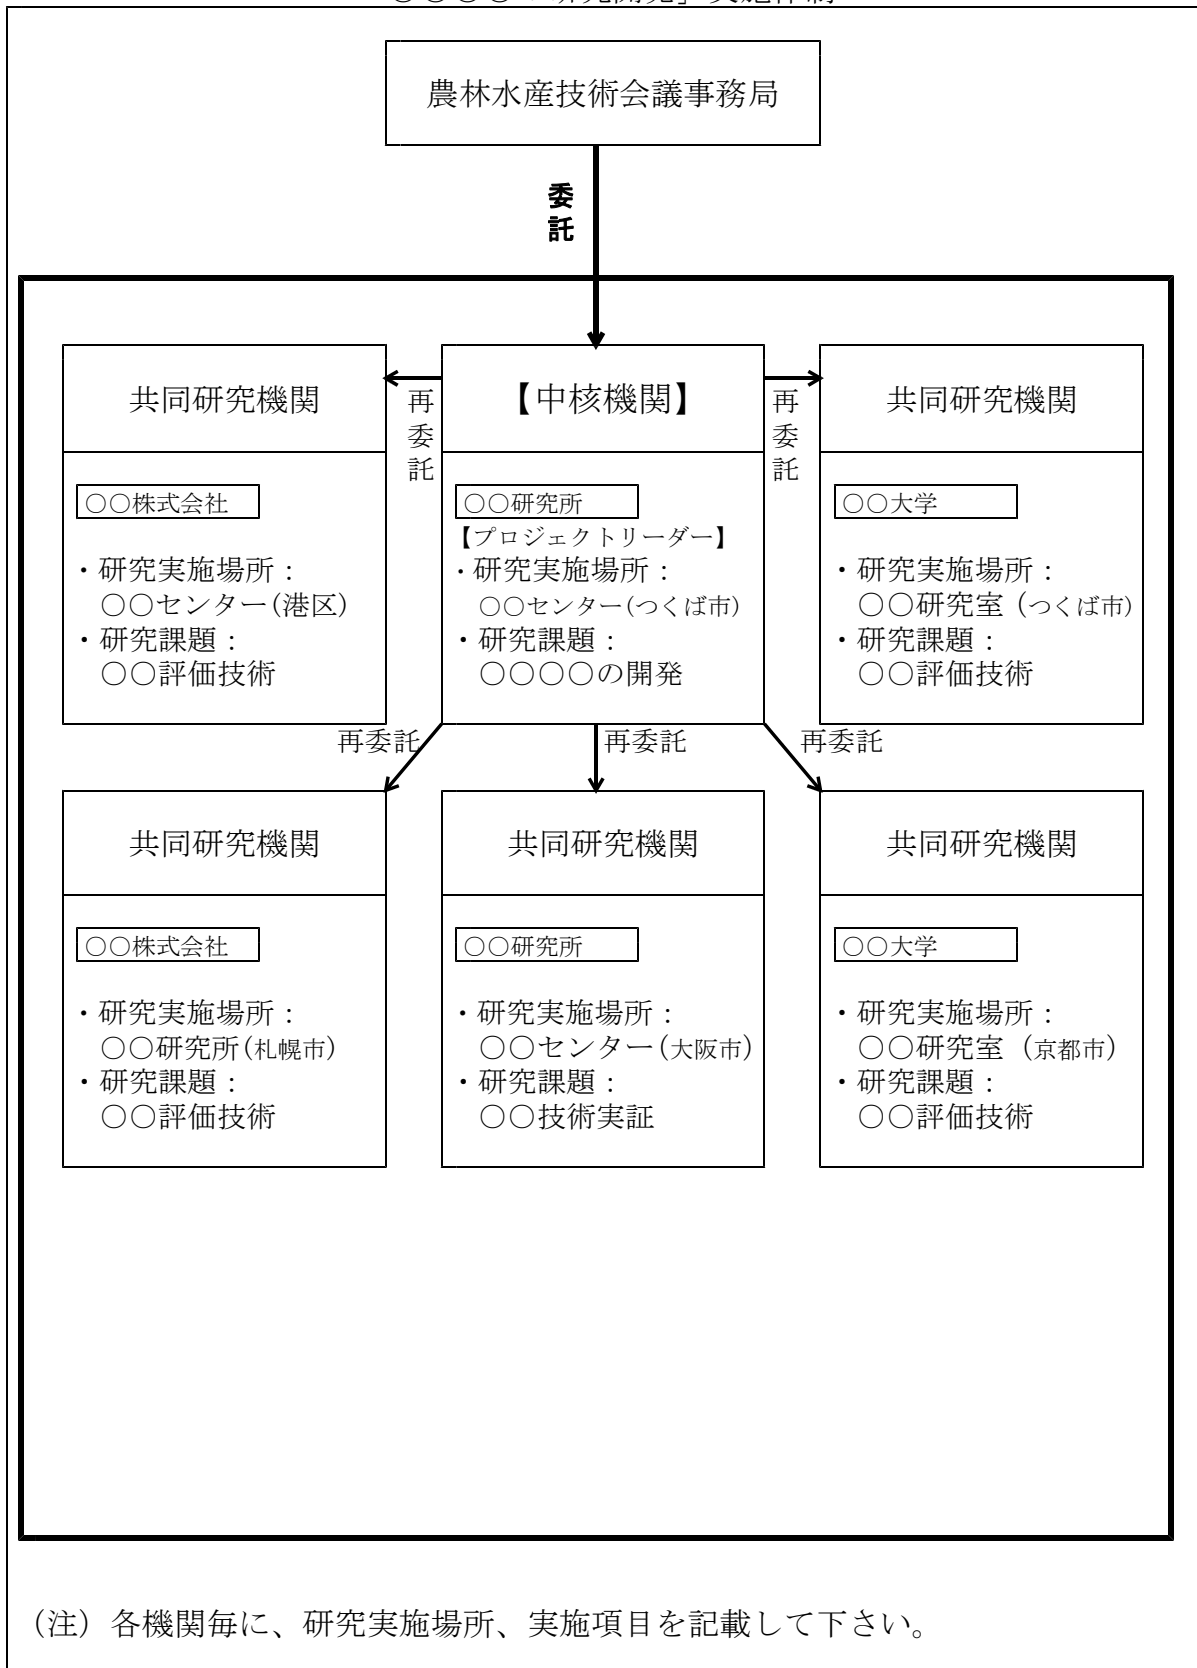 農林水産技術会議事務局
委託
共同研究機関
再委託
【中核機関】
再委託
共同研究機関
○○株式会社
・研究実施場所：
○○センター(港区)
・研究課題：
○○評価技術
○○研究所
【プロジェクトリーダー】
・研究実施場所：
○○センター(つくば市)
・研究課題：
○○○○の開発
○○大学
・研究実施場所：
○○研究室（つくば市）
・研究課題：
○○評価技術
再委託
再委託
再委託
共同研究機関
共同研究機関
共同研究機関
○○株式会社
・研究実施場所：
○○研究所(札幌市)
・研究課題：
○○評価技術
○○研究所
・研究実施場所：
○○センター(大阪市)
・研究課題：
○○技術実証
○○大学
・研究実施場所：
○○研究室（京都市）
・研究課題：
○○評価技術
（注）各機関毎に、研究実施場所、実施項目を記載して下さい。